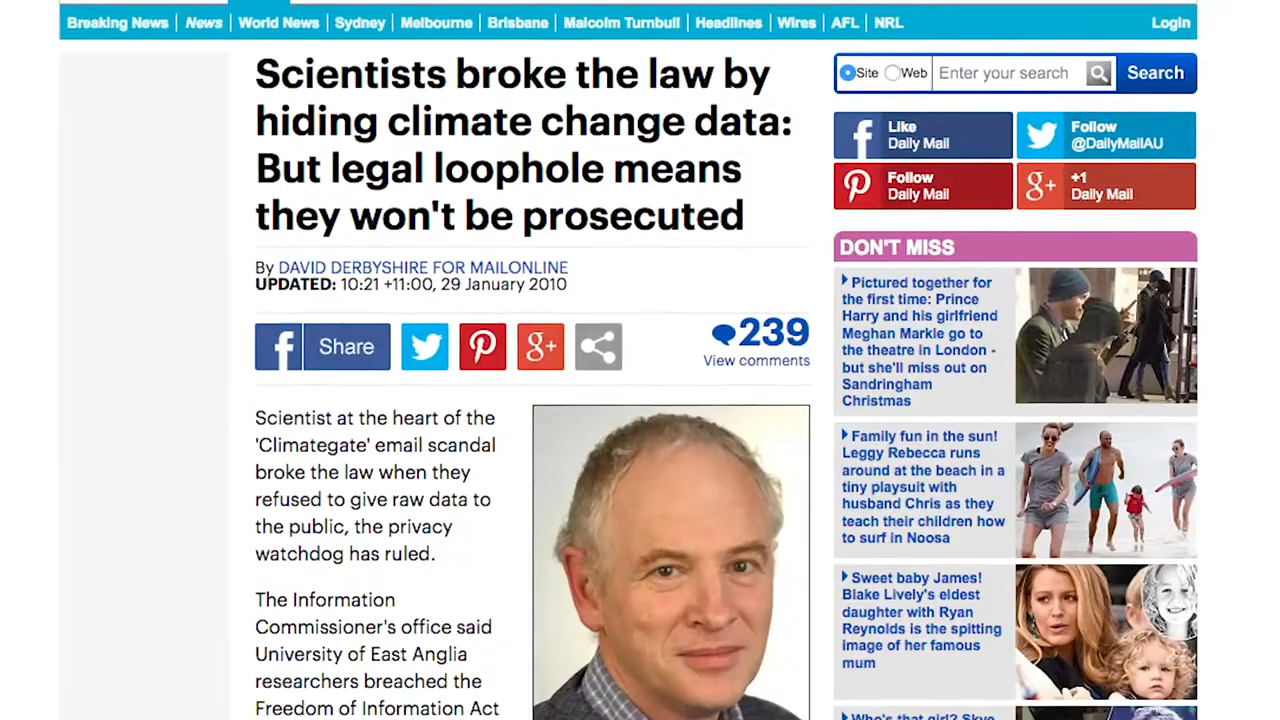 Breaking News | News | World News | Sydney | Melbourne | Brisbane | Malcolm Turnbull | Headlines | Wires | AFL | NRL
Login
Scientists broke the law by
hiding climate change data:
But legal loophole means
they won't be prosecuted
By DAVID DERBYSHIRE FOR MAILONLINE
UPDATED: 10:21 +11:00, 29 January 2010
Share
239
View comments
Scientist at the heart of the
'Climategate' email scandal
broke the law when they
refused to give raw data to
the public, the privacy
watchdog has ruled.
The Information
Commissioner's office said
University of East Anglia
researchers breached the
Freedom of Information Act
Site Web Enter your search Search
Like
Daily Mail
Follow
@DailyMailAU
Follow
Daily Mail
+1
Daily Mail
DON'T MISS
Pictured together for
the first time: Prince
Harry and his girlfriend
Meghan Markle go to
the theatre in London -
but she'll miss out on
Sandringham
Christmas
Family fun in the sun!
Leggy Rebecca runs
around at the beach in a
tiny playsuit with
husband Chris as they
teach their children how
to surf in Noosa
Sweet baby James!
Blake Lively's eldest
daughter with Ryan
Reynolds is the spitting
image of her famous
mum
Who's that girl? Skye